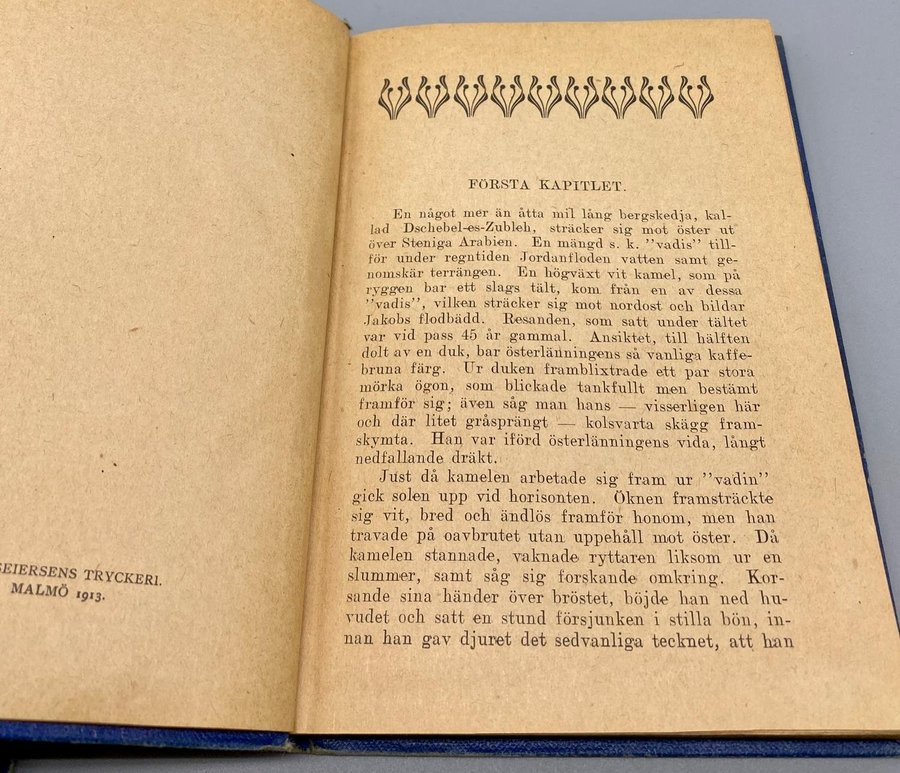 EIERSENS TRYCKERI.
MALMÖ 1913.
FÖRSTA KAPITLET.
En något mer än åtta mil lång bergskedja, kal-
lad Dschebel-es-Zubleh, sträcker sig mot öster ut
över Steniga Arabien. En mängd s. k. ”vadis” till-
för under regntiden Jordanfloden vatten samt ge-
nomskär terrängen. En högväxt vit kamel, som på
ryggen bar ett slags tält, kom från en av dessa
”vadis”, vilken sträcker sig mot nordost och bildar
Jakobs flodbädd. Resanden, som satt under tältet
var vid pass 45 år gammal. Ansiktet, till hälften
dolt av en duk, bar österlänningens så vanliga kaffe-
bruna färg. Ur duken framblixtrade ett par stora
mörka ögon, som blickade tankfullt men bestämt
framför sig; även såg man hans — visserligen här
och där litet gråsprängt — kolsvarta skägg fram-
skymta. Han var iförd österlänningens vida, långt
nedfallande dräkt.
Just då kamelen arbetade sig fram ur ”vadin”
gick solen upp vid horisonten. Öknen framsträckte
sig vit, bred och ändlös framför honom, men han
travade på oavbrutet utan uppehåll mot öster. Då
kamelen stannade, vaknade ryttaren liksom ur en
slummer, samt såg sig forskande omkring. Kor-
sande sina händer över bröstet, böjde han ned hu-
vudet och satt en stund försjunken i stilla bön, in-
nan han gav djuret det sedvanliga tecknet, att han